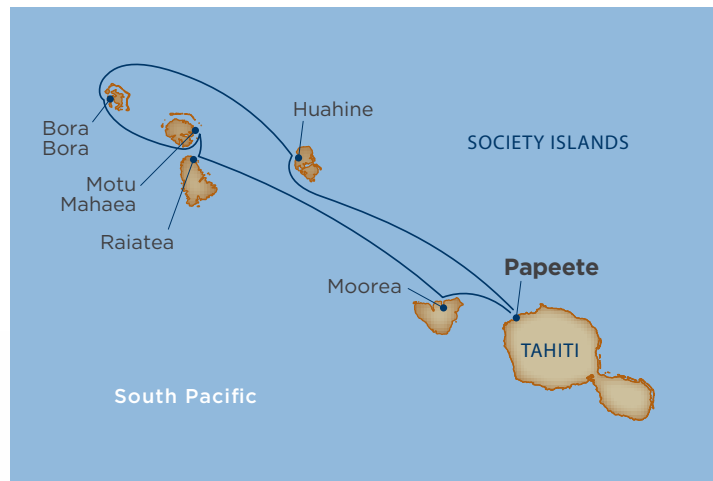 Huahine
Bora
Bora
SOCIETY ISLANDS
Motu
Mahaea
Raiatea
Papeete
Moorea
TAHITI
South Pacific